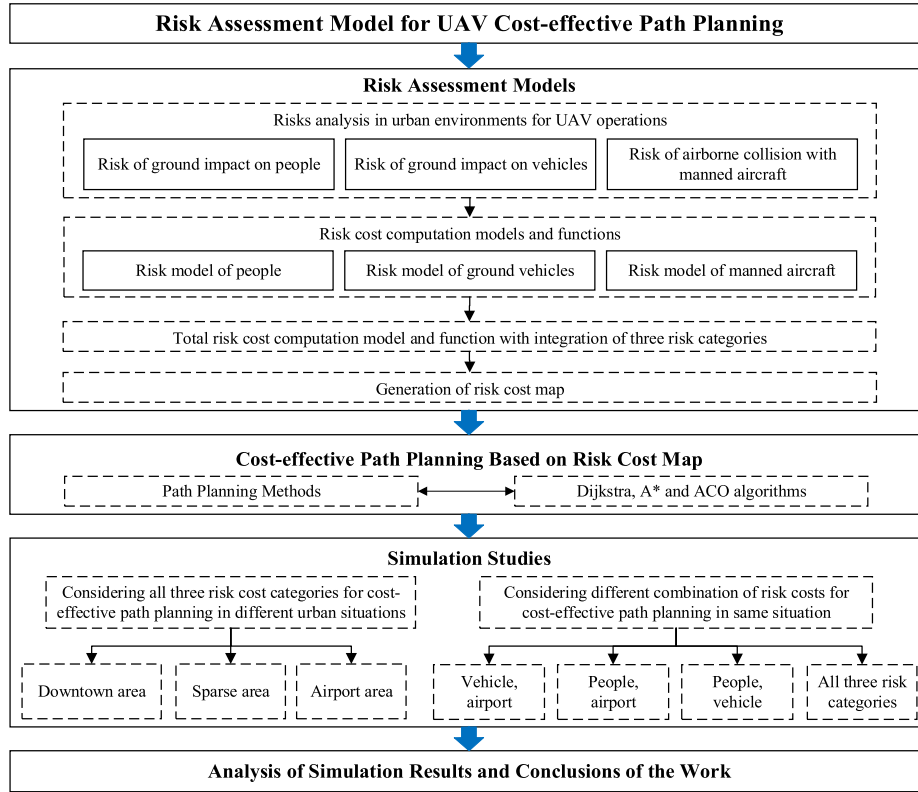 Risk Assessment Model for UAV Cost-effective Path Planning
Risk Assessment Models
Risks analysis in urban environments for UAV operations
Risk of ground impact on people
Risk of ground impact on vehicles
Risk of airborne collision with
manned aircraft
Risk cost computation models and functions
Risk model of people
Risk model of ground vehicles
Risk model of manned aircraft
Total risk cost computation model and function with integration of three risk categories
Generation of risk cost map
Cost-effective Path Planning Based on Risk Cost Map
Path Planning Methods
Dijkstra, A* and ACO algorithms
Simulation Studies
Considering all three risk cost categories for cost-
effective path planning in different urban situations
Considering different combination of risk costs for
cost-effective path planning in same situation
Downtown area
Sparse area
Airport area
Vehicle,
airport
People,
airport
People,
vehicle
All three risk
categories
Analysis of Simulation Results and Conclusions of the Work